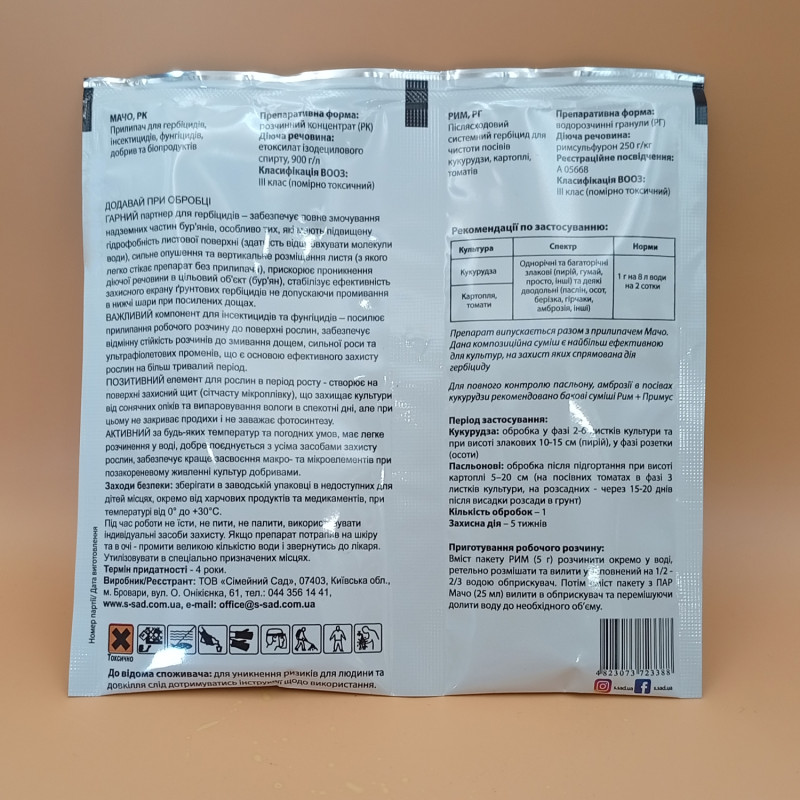 МАЧО, РК
Прилипач для гербіцидів,
інсектицидів, фунгіцидів,
добрив та біопродуктів
Препаративна форма:
розчинний концентрат (РК)
Діюча речовина:
етоксилат ізодецилового
спирту, 900 г/л
Класифікація ВООЗ:
III клас (помірно токсичний)
ДОДАВАЙ ПРИ ОБРОБЦІ
ГАРНИЙ партнер для гербіцидів – забезпечує повне змочування
надземних частин бур'янів, особливо тих, які мають підвищену
гідрофобність листової поверхні (здатність відштовхувати молекули
води), сильне опушення та вертикальне розміщення листя (з якого
легко стікає препарат без прилипача), прискорює проникнення
діючої речовини в цільовий об'єкт (бур'ян), стабілізує ефективність
захисного екрану ґрунтових гербіцидів не допускаючи промивання
в нижчі шари при посилених дощах.
ВАЖЛИВИЙ компонент для інсектицидів та фунгіцидів – посилює
прилипання робочого розчину до поверхні рослин, забезпечує
відмінну стійкість розчинів до змивання дощем, сильної роси та
ультрафіолетових променів, що є основою ефективного захисту
рослин на більш тривалий період.
ПОЗИТИВНИЙ елемент для рослин в період росту - створює на
поверхні захисний щит (сітчасту мікроплівку), що захищає культури
від сонячних опіків та випаровування вологи в спекотні дні, але при
цьому не закриває продихи і не заважає фотосинтезу.
АКТИВНИЙ за будь-яких температур та погодних умов, має легке
розчинення у воді, добре поєднується з усіма засобами захисту
рослин, забезпечує краще засвоєння макро- та мікроелементів при
позакореневому живленні культур добривами.
Заходи безпеки: зберігати в заводській упаковці в недоступних для
дітей місцях, окремо від харчових продуктів та медикаментів, при
температурі від 0° до +30°С.
Під час роботи не їсти, не пити, не палити, використовувати
індивідуальні засоби захисту. Якщо препарат потрапив на шкіру
та в очі - промити великою кількістю води і звернутись до лікаря.
Утилізовувати в спеціально призначених місцях.
Термін придатності - 4 роки.
Виробник/Реєстрант: ТОВ «Сімейний Сад», 07403, Київська обл.,
м. Бровари, вул. О. Онікієнка, 61, тел.: 044 356 14 41,
www.s-sad.com.ua, e-mail: office@s-sad.com.ua
Номер партії/ Дата виготовлення
Токсично
До відома споживача: для уникнення ризиків для людини та
довкілля слід дотримуватись інструкції щодо використання.
РИМ, РГ
Післясходовий
системний гербіцид для
чистоти посівів
кукурудзи, картоплі,
томатів
Препаративна форма:
водорозчинні гранули (РГ)
Діюча речовина:
римсульфурон 250 г/кг
Реєстраційне посвідчення:
А 05668
Класифікація ВООЗ:
III клас (помірно токсичний)
Рекомендації по застосуванню:
Культура Спектр Норми
Кукурудза
Картопля,
томати
Однорічні та багаторічні
злакові (пирій, гумай,
просто, інші) та деякі
дводольні (паслін, осот,
берізка, гірчаки,
амброзія, інші)
1 г на 8 л води
на 2 сотки
Препарат випускається разом з прилипачем Мачо.
Дана композиційна суміш є найбільш ефективною
для культур, на захист яких спрямована дія
гербіциду
Для повного контролю пасльону, амброзії в посівах
кукурудзи рекомендовано бакові суміші Рим + Примус
Період застосування:
Кукурудза: обробка у фазі 2-6 листків культури та
при висоті злакових 10-15 см (пирій), у фазі розетки
(осоти)
Пасльонові: обробка після підгортання при висоті
картоплі 5–20 см (на посівних томатах в фазі 3
листків культури, на розсадних - через 15-20 днів
після висадки розсади в ґрунт)
Кількість обробок – 1
Захисна дія – 5 тижнів
Приготування робочого розчину:
Вміст пакету РИМ (5 г) розчинити окремо у воді,
ретельно розмішати та вилити у наповнений на 1/2 -
2/3 водою обприскувач. Потім вміст пакету з ПАР
Мачо (25 мл) вилити в обприскувач та перемішуючи
долити воду до необхідного об'єму.
4 823073 723388
s.sad.ua s.sad.ua